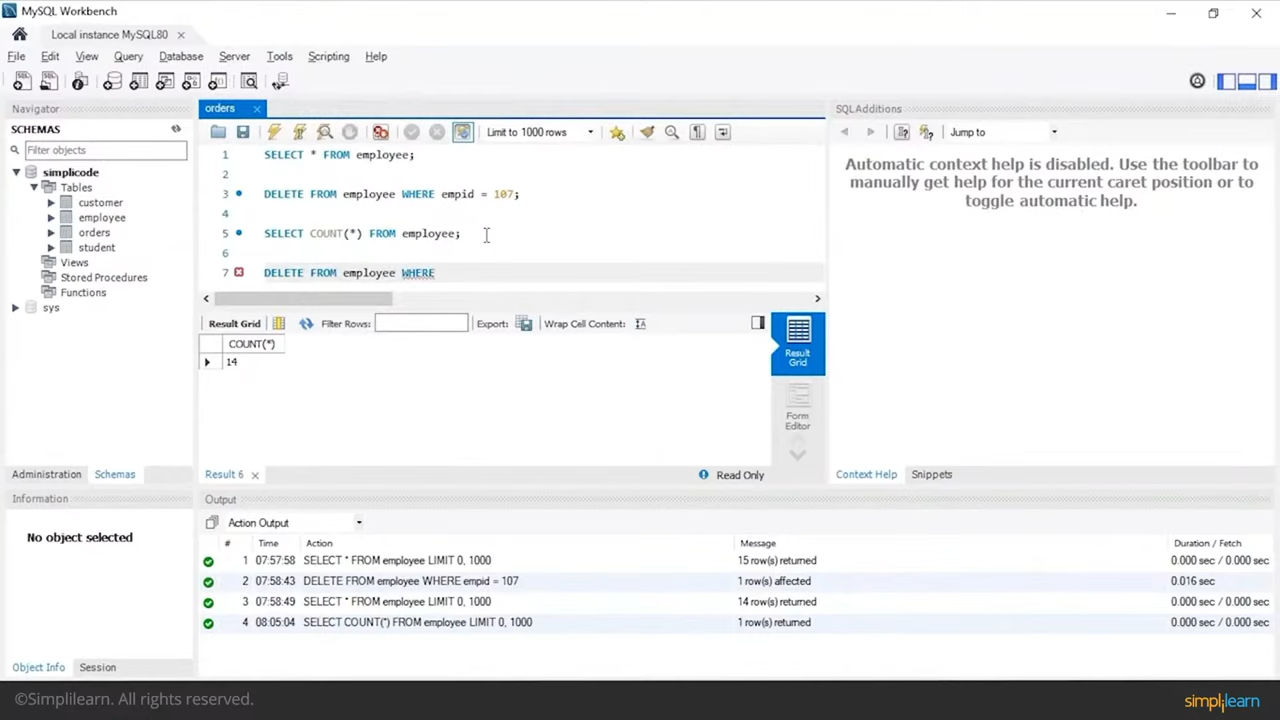 MySQL Workbench
Local instance MySQL80
File Edit View Query Database Server Tools Scripting Help
Navigator
SCHEMAS
Filter objects
simplicode
Tables
customer
employee
orders
student
Views
Stored Procedures
Functions
sys
Administration Schemas
Information
No object selected
Object Info Session
orders
Limit to 1000 rows
1 SELECT * FROM employee;
2
3 DELETE FROM employee WHERE empid = 107;
4
5 SELECT COUNT(*) FROM employee;
6
7 DELETE FROM employee WHERE
Result Grid Filter Rows: Export: Wrap Cell Content:
COUNT(*)
14
Result Grid
Form Editor
Result 6 Read Only
SQLAdditions
Jump to
Automatic context help is disabled. Use the toolbar to
manually get help for the current caret position or to
toggle automatic help.
Context Help Snippets
Output
Action Output
# Time Action Message Duration / Fetch
1 07:57:58 SELECT * FROM employee LIMIT 0, 1000 15 row(s) returned 0.000 sec / 0.000 sec
2 07:58:43 DELETE FROM employee WHERE empid = 107 1 row(s) affected 0.016 sec
3 07:58:49 SELECT * FROM employee LIMIT 0, 1000 14 row(s) returned 0.000 sec / 0.000 sec
4 08:05:04 SELECT COUNT(*) FROM employee LIMIT 0, 1000 1 row(s) returned 0.000 sec / 0.000 sec
©Simplilearn. All rights reserved.
simplilearn